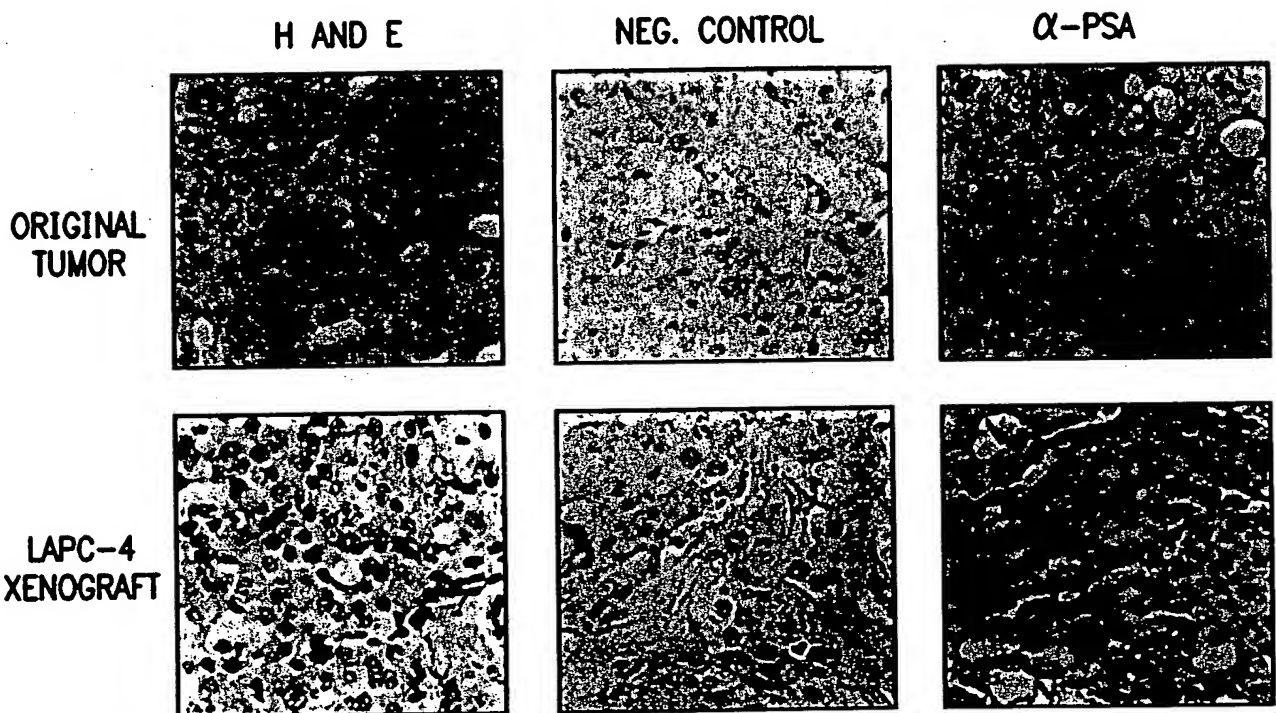 H AND E
NEG. CONTROL
α-PSA
ORIGINAL
TUMOR
LAPC-4
XENOGRAFT